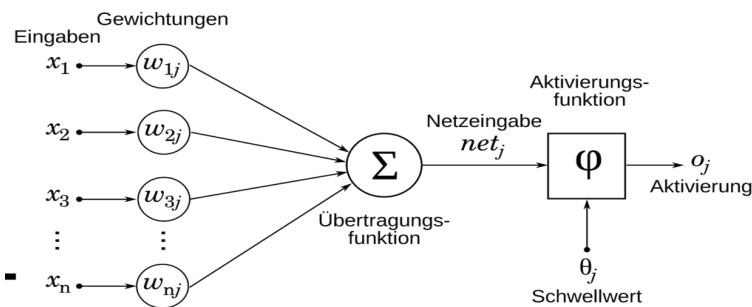 Gewichtungen
Eingaben
x₁ w₁ⱼ
x₂ w₂ⱼ
x₃ w₃ⱼ
⋮ ⋮
xₙ wₙⱼ
Σ
Übertragungs-
funktion
Netzeingabe
netⱼ
Aktivierungs-
funktion
φ
oⱼ
Aktivierung
θⱼ
Schwellwert